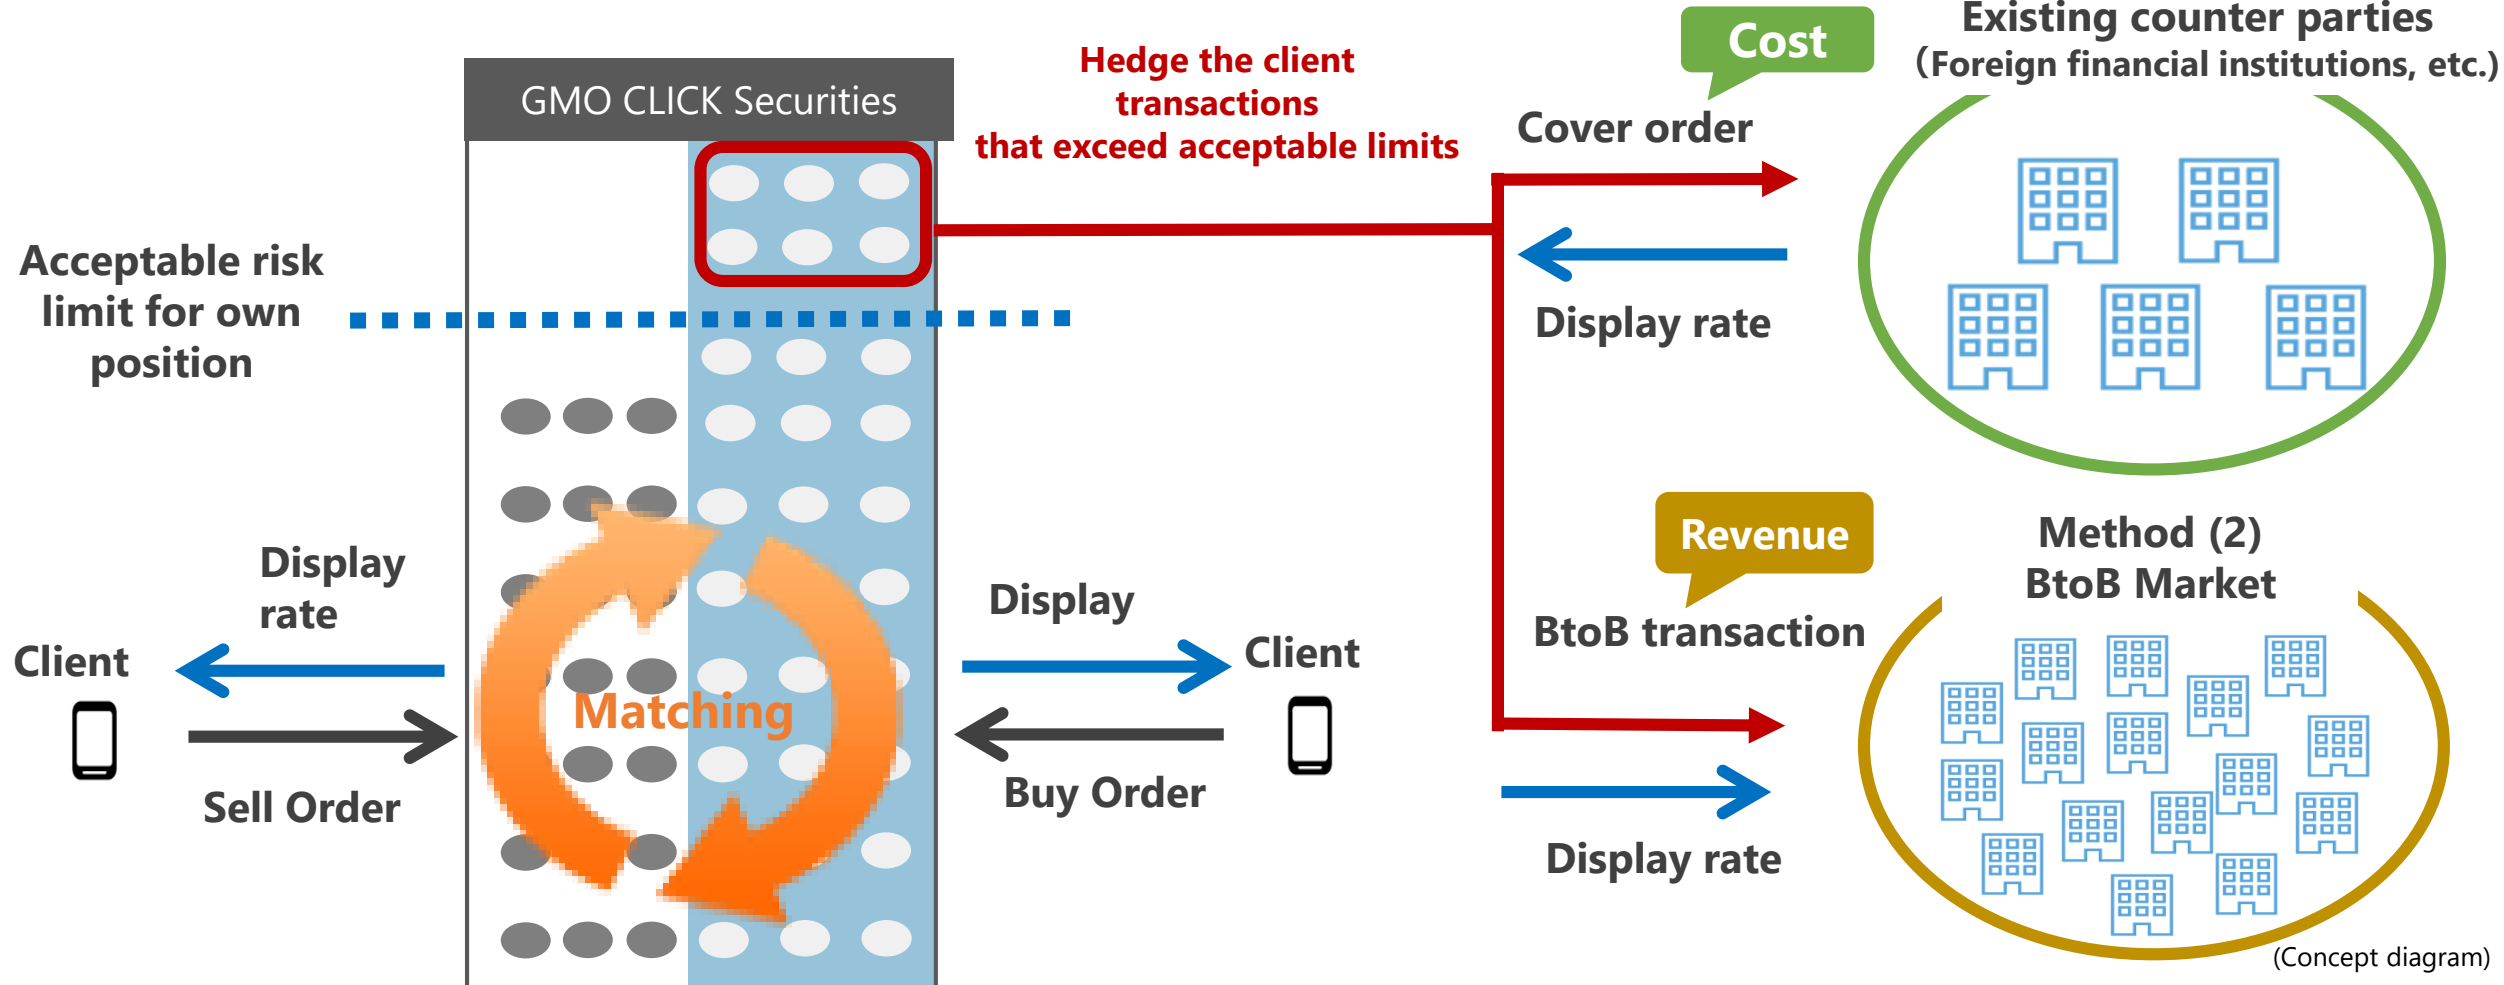 Existing counter parties
(Foreign financial institutions, etc.)
Cost
Hedge the client
transactions
that exceed acceptable limits
GMO CLICK Securities
Cover order
Acceptable risk
limit for own
position
Display rate
Revenue
Method (2)
BtoB Market
Display
rate
Display
BtoB transaction
Client
Client
Matching
Sell Order
Buy Order
Display rate
(Concept diagram)